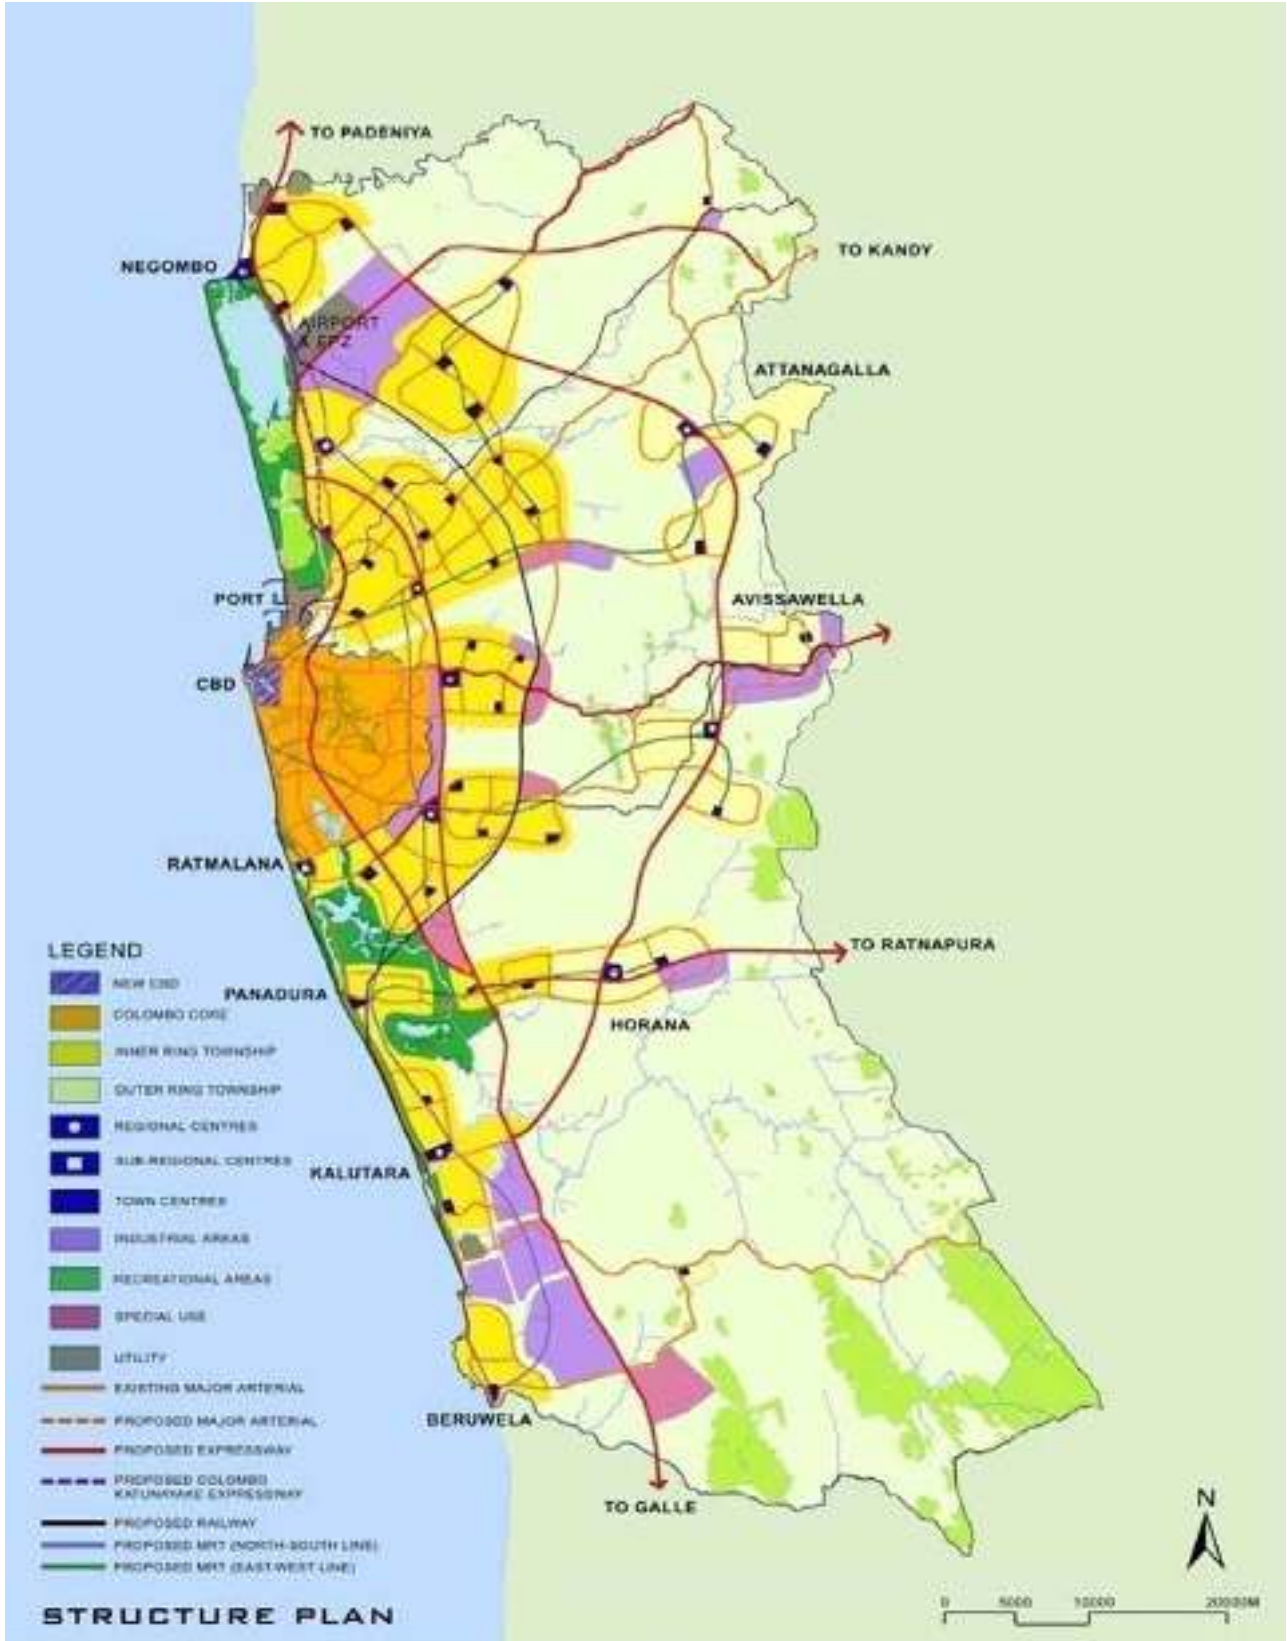 TO PADENIYA
TO KANDY
NEGOMBO
AIRPORT
& EPZ
ATTANAGALLA
PORT
AVISSAWELLA
CBD
RATMALANA
TO RATNAPURA
PANADURA
HORANA
KALUTARA
BERUWELA
TO GALLE
LEGEND
NEW CBD
COLOMBO CORE
INNER RING TOWNSHIP
OUTER RING TOWNSHIP
REGIONAL CENTRES
SUB-REGIONAL CENTRES
TOWN CENTRES
INDUSTRIAL AREAS
RECREATIONAL AREAS
SPECIAL USE
UTILITY
EXISTING MAJOR ARTERIAL
PROPOSED MAJOR ARTERIAL
PROPOSED EXPRESSWAY
PROPOSED COLOMBO
KATUNAYAKE EXPRESSWAY
PROPOSED RAILWAY
PROPOSED MRT (NORTH-SOUTH LINE)
PROPOSED MRT (EAST-WEST LINE)
STRUCTURE PLAN
N
0 5000 10000 20000M